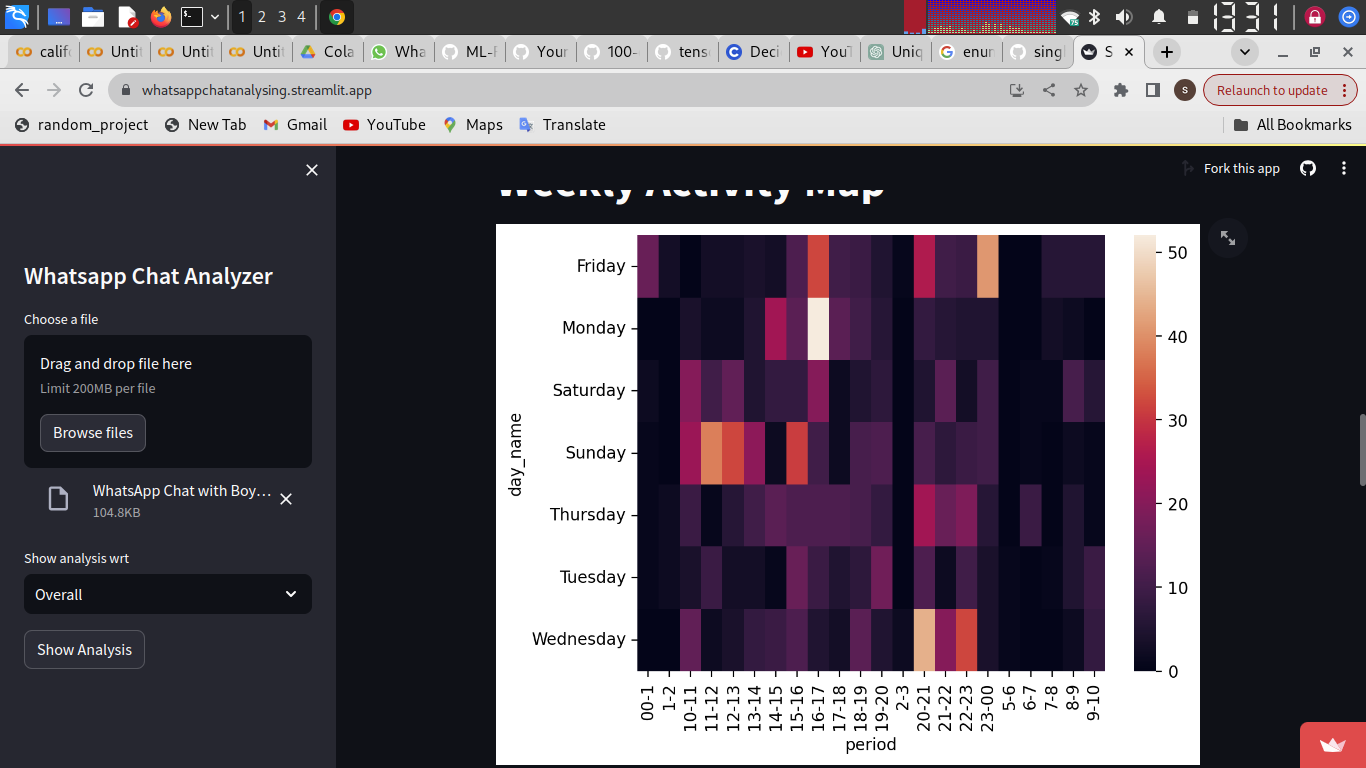 1 2 3 4
75
1331
calif
Untit
Untit
Untit
Cola
Wha
ML-F
Your
100-
tens
Deci
YouT
Uniq
enur
singl
S
whatsappchatanalysing.streamlit.app
S
Relaunch to update
random_project
New Tab
Gmail
YouTube
Maps
Translate
All Bookmarks
Fork this app
Weekly Activity Map
Whatsapp Chat Analyzer
Choose a file
Drag and drop file here
Limit 200MB per file
Browse files
WhatsApp Chat with Boy…
104.8KB
Show analysis wrt
Overall
Show Analysis
day_name
Friday
Monday
Saturday
Sunday
Thursday
Tuesday
Wednesday
00-1
1-2
10-11
11-12
12-13
13-14
14-15
15-16
16-17
17-18
18-19
19-20
2-3
20-21
21-22
22-23
23-00
5-6
6-7
7-8
8-9
9-10
period
50
40
30
20
10
0